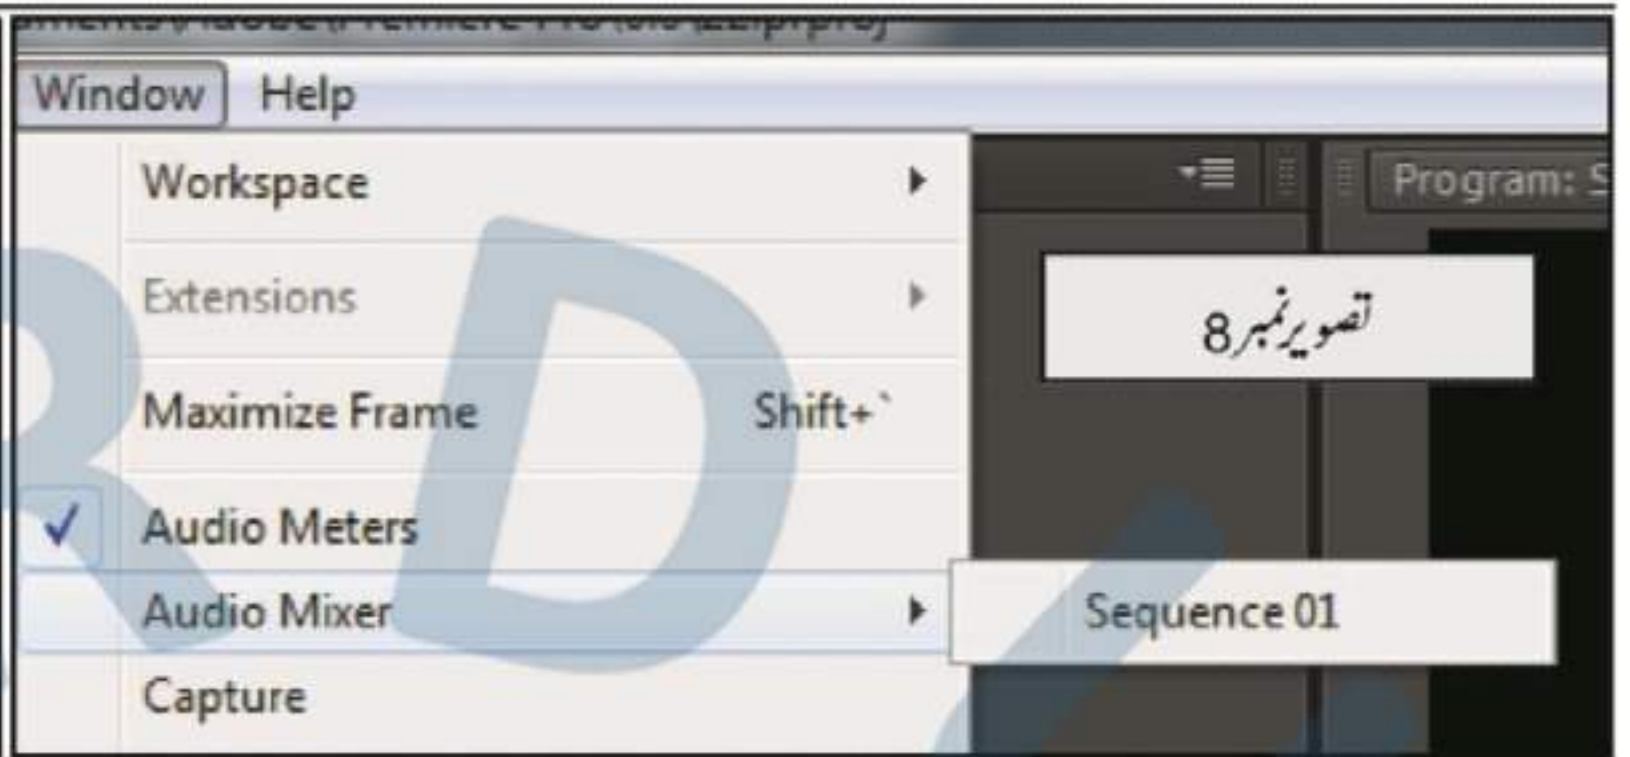 Window Help
Workspace
Program: S
Extensions
تصویر نمبر 8
Maximize Frame Shift+`
Audio Meters
Audio Mixer
Sequence 01
Capture